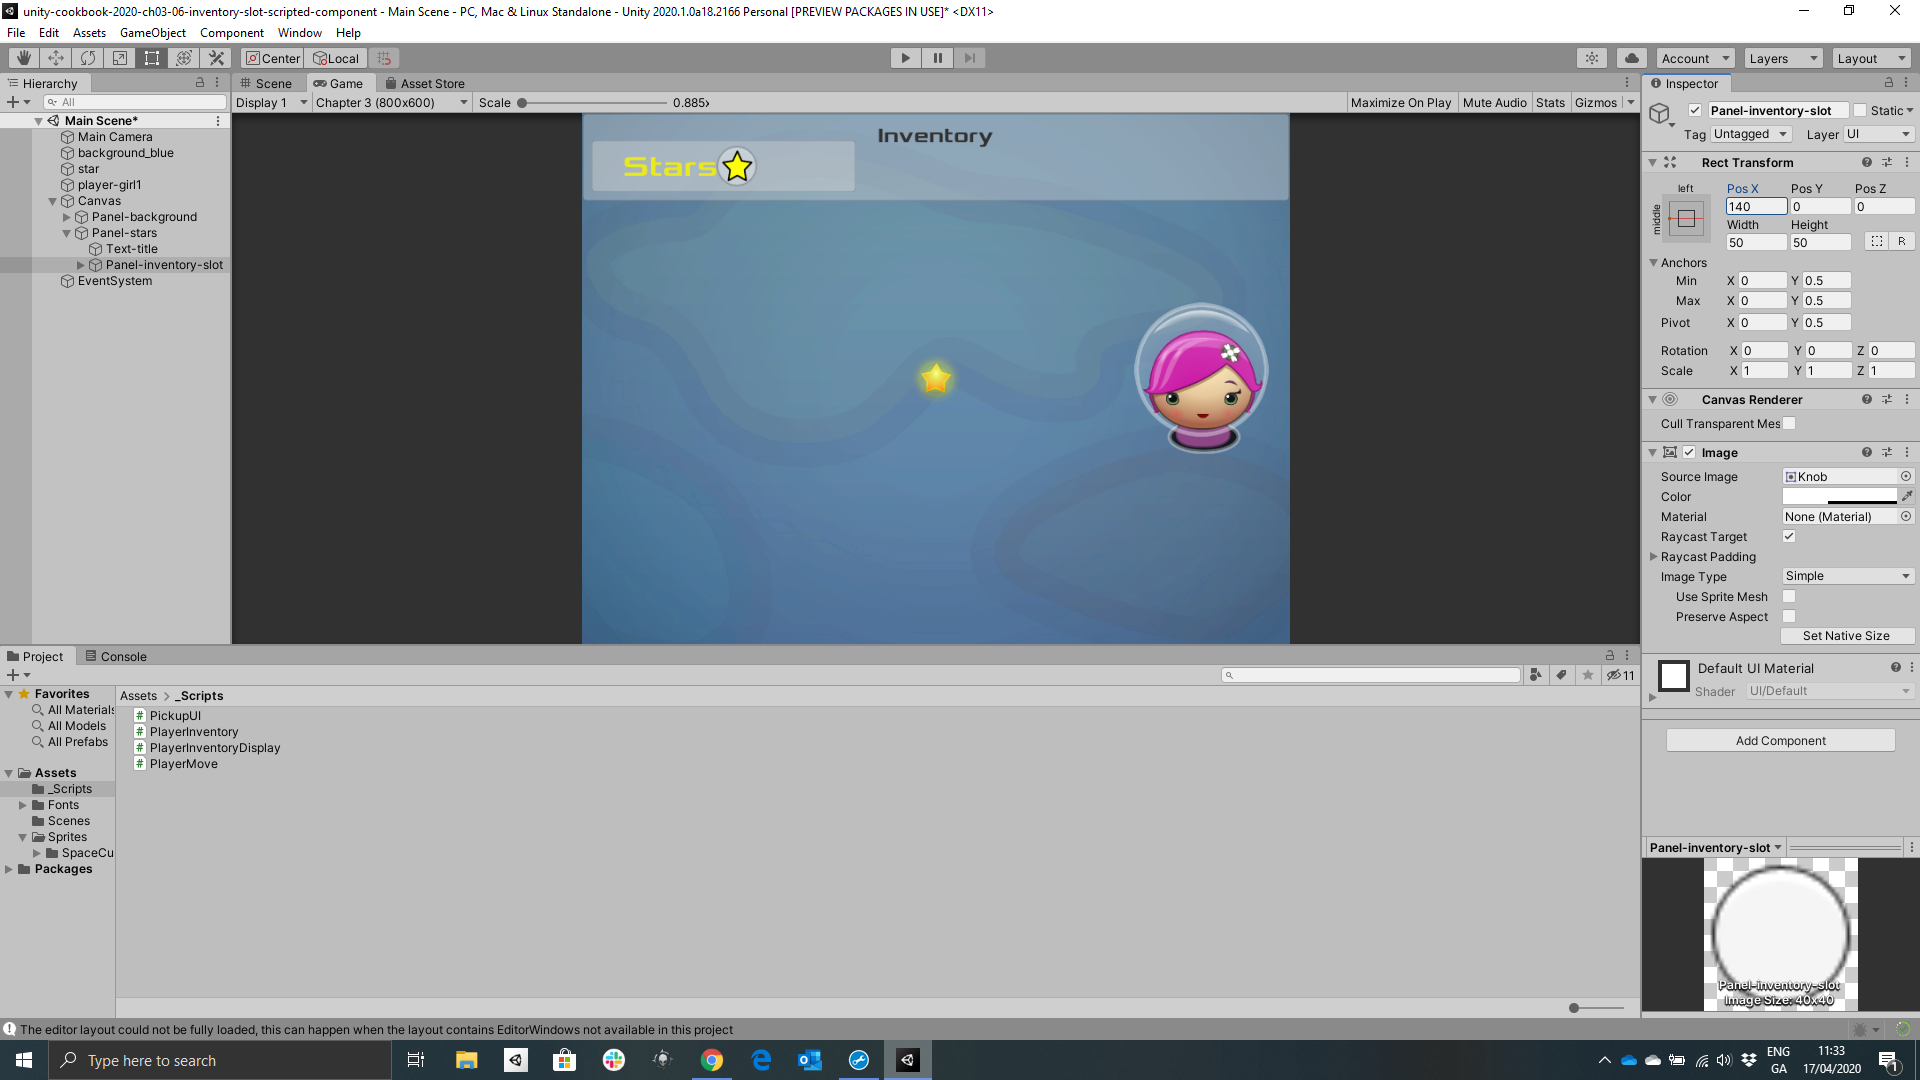 unity-cookbook-2020-ch03-06-inventory-slot-scripted-component - Main Scene - PC, Mac & Linux Standalone - Unity 2020.1.0a18.2166 Personal [PREVIEW PACKAGES IN USE]* <DX11>
File Edit Assets GameObject Component Window Help
Center Local Account Layers Layout
Hierarchy
All
Main Scene*
Main Camera
background_blue
star
player-girl1
Canvas
Panel-background
Panel-stars
Text-title
Panel-inventory-slot
EventSystem
Scene Game Asset Store
Display 1 Chapter 3 (800x600) Scale 0.885x Maximize On Play Mute Audio Stats Gizmos
Inventory
Stars
Inspector
Panel-inventory-slot Static
Tag Untagged Layer UI
Rect Transform
left
middle
Pos X Pos Y Pos Z
140 0 0
Width Height
50 50
R
Anchors
Min X 0 Y 0.5
Max X 0 Y 0.5
Pivot X 0 Y 0.5
Rotation X 0 Y 0 Z 0
Scale X 1 Y 1 Z 1
Canvas Renderer
Cull Transparent Mes
Image
Source Image Knob
Color
Material None (Material)
Raycast Target
Raycast Padding
Image Type Simple
Use Sprite Mesh
Preserve Aspect
Set Native Size
Default UI Material
Shader UI/Default
Add Component
Panel-inventory-slot
Panel-inventory-slot
Image Size: 40x40
Project Console
11
Favorites
All Materials
All Models
All Prefabs
Assets
_Scripts
Fonts
Scenes
Sprites
SpaceCu
Packages
Assets > _Scripts
PickupUI
PlayerInventory
PlayerInventoryDisplay
PlayerMove
The editor layout could not be fully loaded, this can happen when the layout contains EditorWindows not available in this project
Type here to search
ENG
GA
11:33
17/04/2020
1